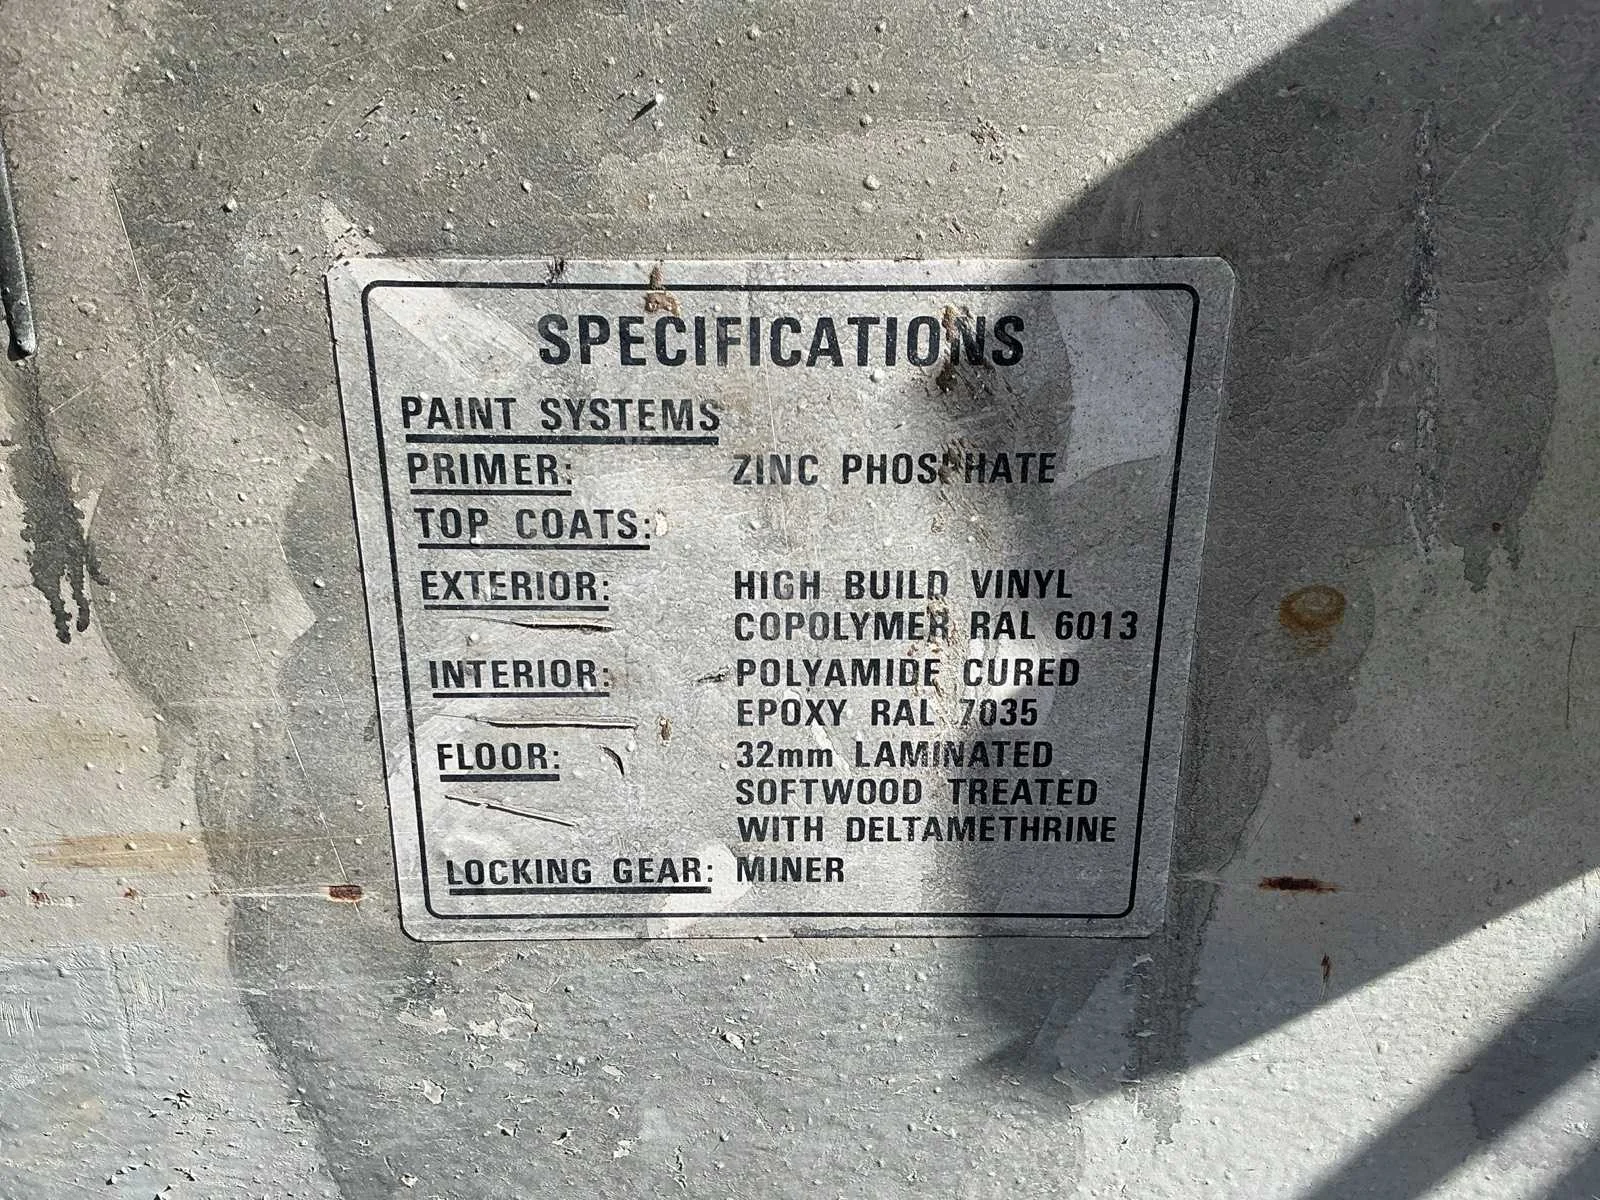 SPECIFICATIONS
PAINT SYSTEMS
PRIMER: ZINC PHOSPHATE
TOP COATS:
EXTERIOR: HIGH BUILD VINYL
COPOLYMER RAL 6013
INTERIOR: POLYAMIDE CURED
EPOXY RAL 7035
FLOOR: 32mm LAMINATED
SOFTWOOD TREATED
WITH DELTAMETHRINE
LOCKING GEAR: MINER